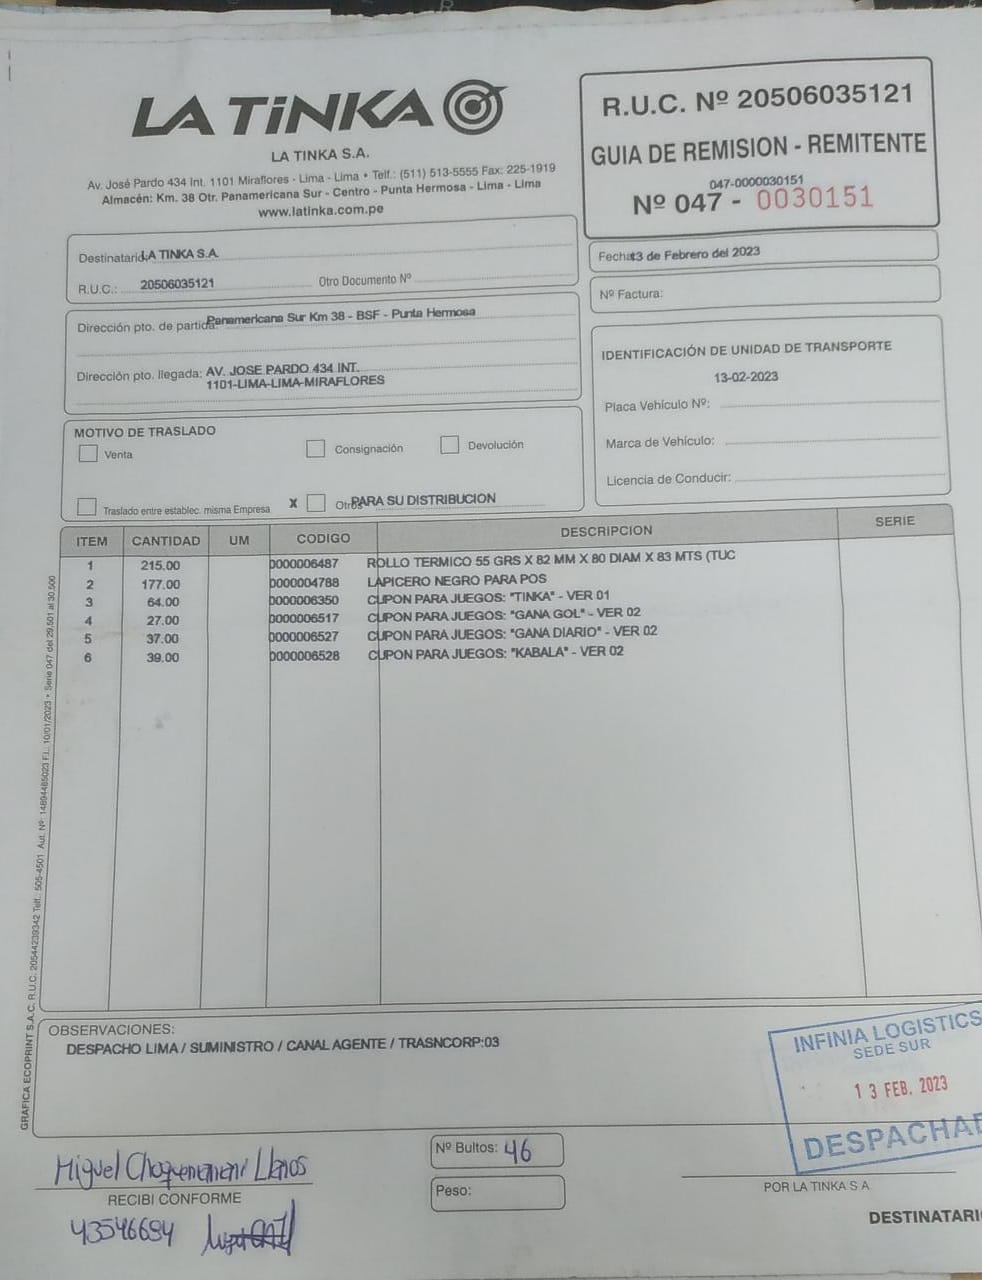 LA TiNKA
LA TINKA S.A.
Av. José Pardo 434 Int. 1101 Miraflores - Lima - Lima • Telf.: (511) 513-5555 Fax: 225-1919
Almacén: Km. 38 Otr. Panamericana Sur - Centro - Punta Hermosa - Lima - Lima
www.latinka.com.pe
R.U.C. Nº 20506035121
GUIA DE REMISION - REMITENTE
047-0000030151
Nº 047 - 0030151
Destinatario LA TINKA S.A.
R.U.C.: 20506035121 Otro Documento Nº
Fecha 13 de Febrero del 2023
Nº Factura:
Dirección pto. de partida: Panamericana Sur Km 38 - BSF - Punta Hermosa
Dirección pto. llegada: AV. JOSE PARDO 434 INT.
1101-LIMA-LIMA-MIRAFLORES
IDENTIFICACIÓN DE UNIDAD DE TRANSPORTE
13-02-2023
Placa Vehículo Nº:
Marca de Vehículo:
Licencia de Conducir:
MOTIVO DE TRASLADO
Venta Consignación Devolución
Traslado entre establec. misma Empresa X Otros PARA SU DISTRIBUCION
ITEM CANTIDAD UM CODIGO DESCRIPCION SERIE
1 215.00 0000006487 ROLLO TERMICO 55 GRS X 82 MM X 80 DIAM X 83 MTS (TUC
2 177.00 0000004788 LAPICERO NEGRO PARA POS
3 64.00 0000006350 CUPON PARA JUEGOS: "TINKA" - VER 01
4 27.00 0000006517 CUPON PARA JUEGOS: "GANA GOL" - VER 02
5 37.00 0000006527 CUPON PARA JUEGOS: "GANA DIARIO" - VER 02
6 39.00 0000006528 CUPON PARA JUEGOS: "KABALA" - VER 02
GRAFICA ECOPRINT S.A.C. R.U.C. 20544239342 Telf.: 505-4501 Aut. Nº: 14894485023 F.I.: 10/01/2023 • Serie 047 del 29,501 al 30,500
OBSERVACIONES:
DESPACHO LIMA / SUMINISTRO / CANAL AGENTE / TRASNCORP:03
INFINIA LOGISTICS
SEDE SUR
13 FEB. 2023
DESPACHAD
Miguel Llanos
RECIBI CONFORME
43546694
Nº Bultos: 46
Peso:
POR LA TINKA S A
DESTINATARI